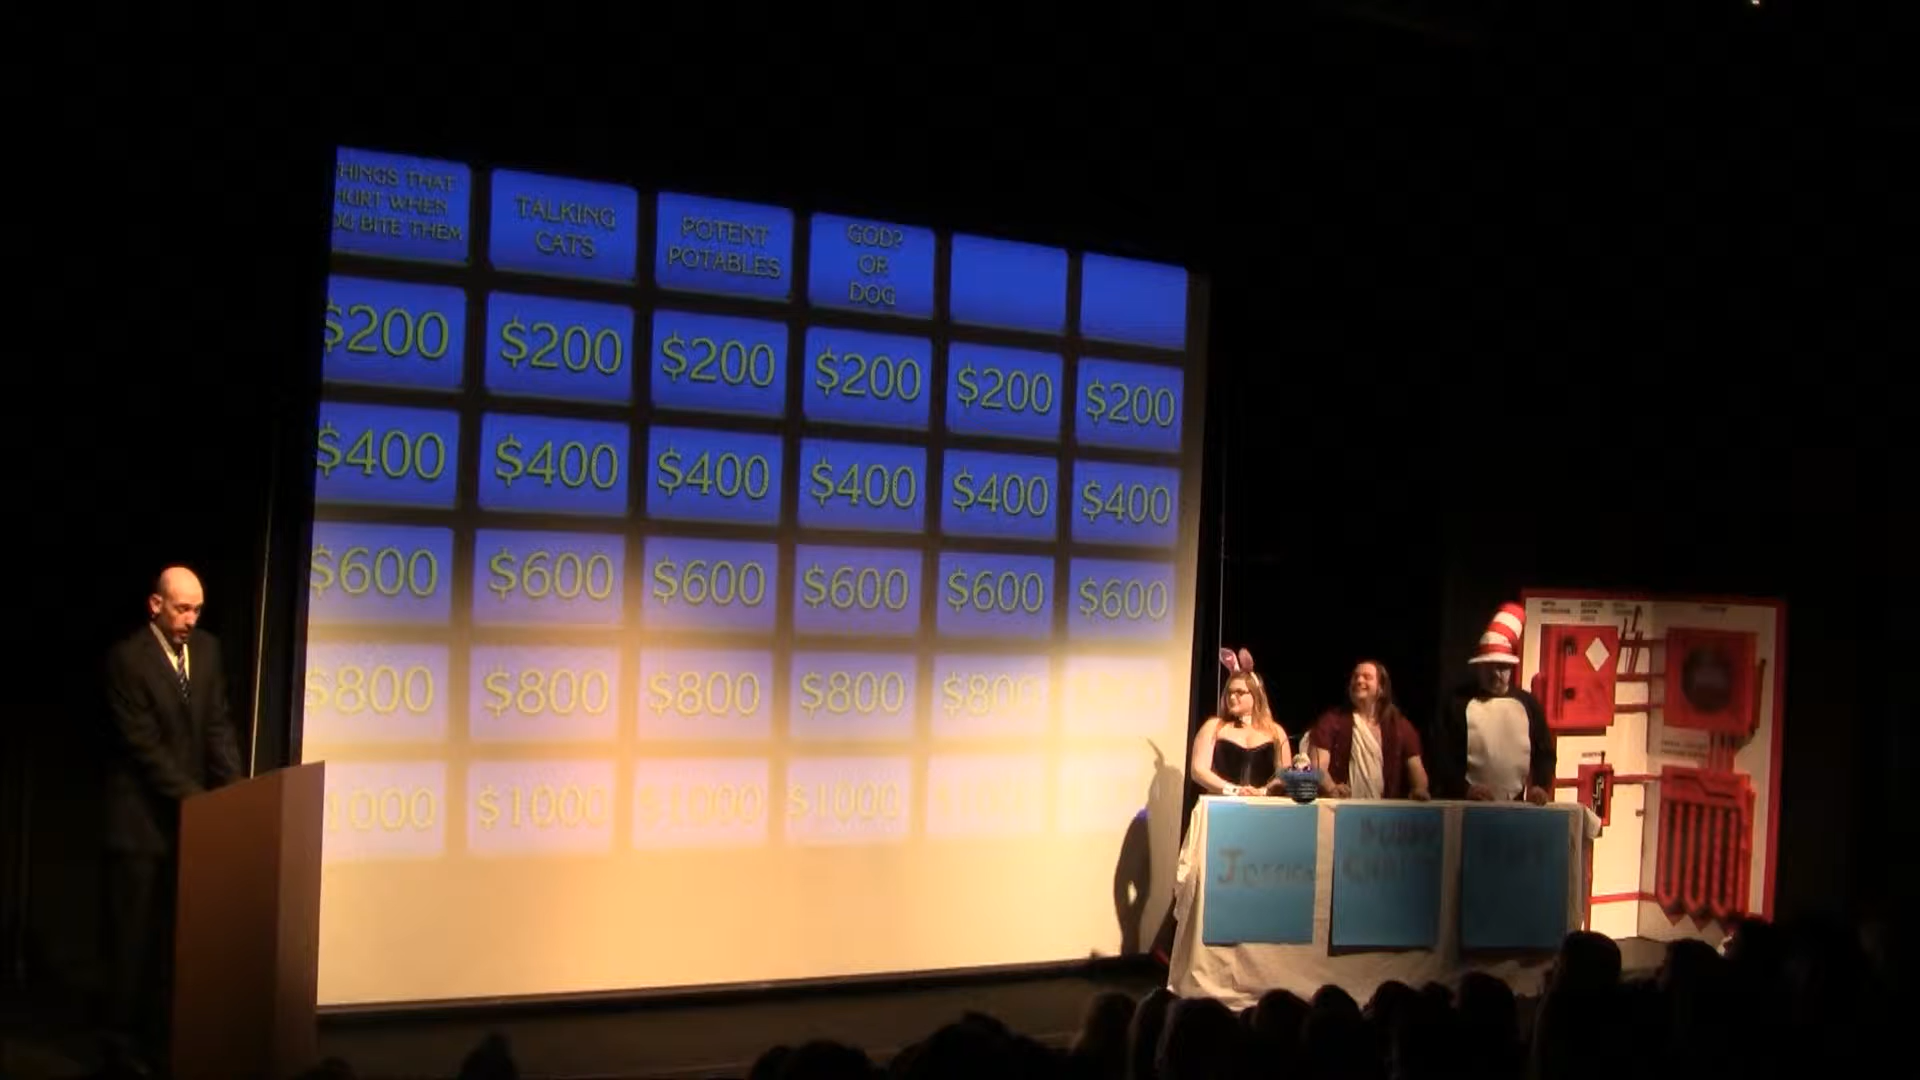 HINGS THAT
HURT WHEN
OU BITE THEM
TALKING
CATS
POTENT
POTABLES
GOD?
OR
DOG
$200 $200 $200 $200 $200 $200
$400 $400 $400 $400 $400 $400
$600 $600 $600 $600 $600 $600
$800 $800 $800 $800 $800
1000 $1000 $1000 $1000